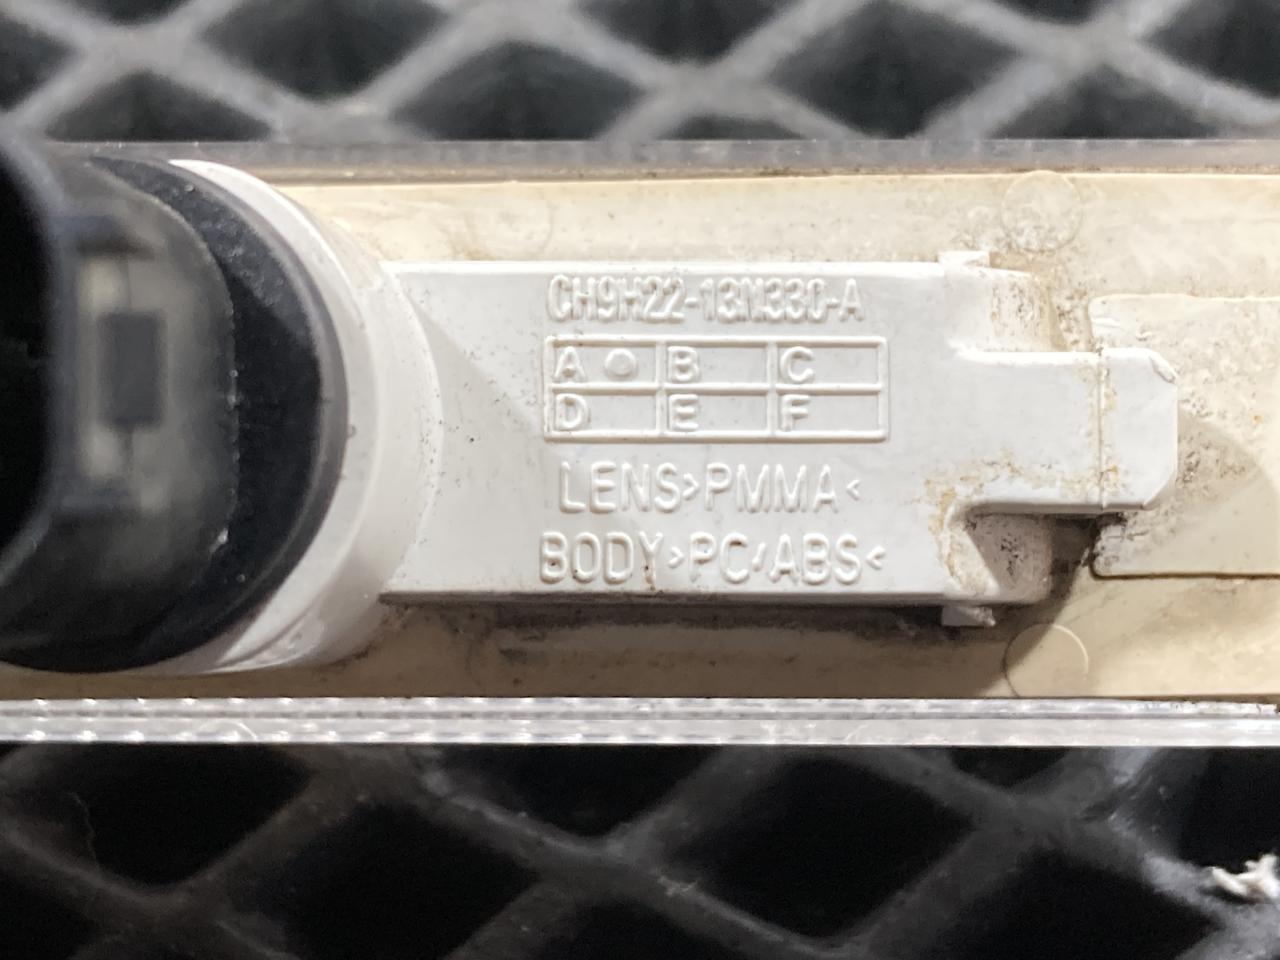 CH9H22-13N330-A
A B C
D E F
LENS>PMMA<
BODY>PC/ABS<